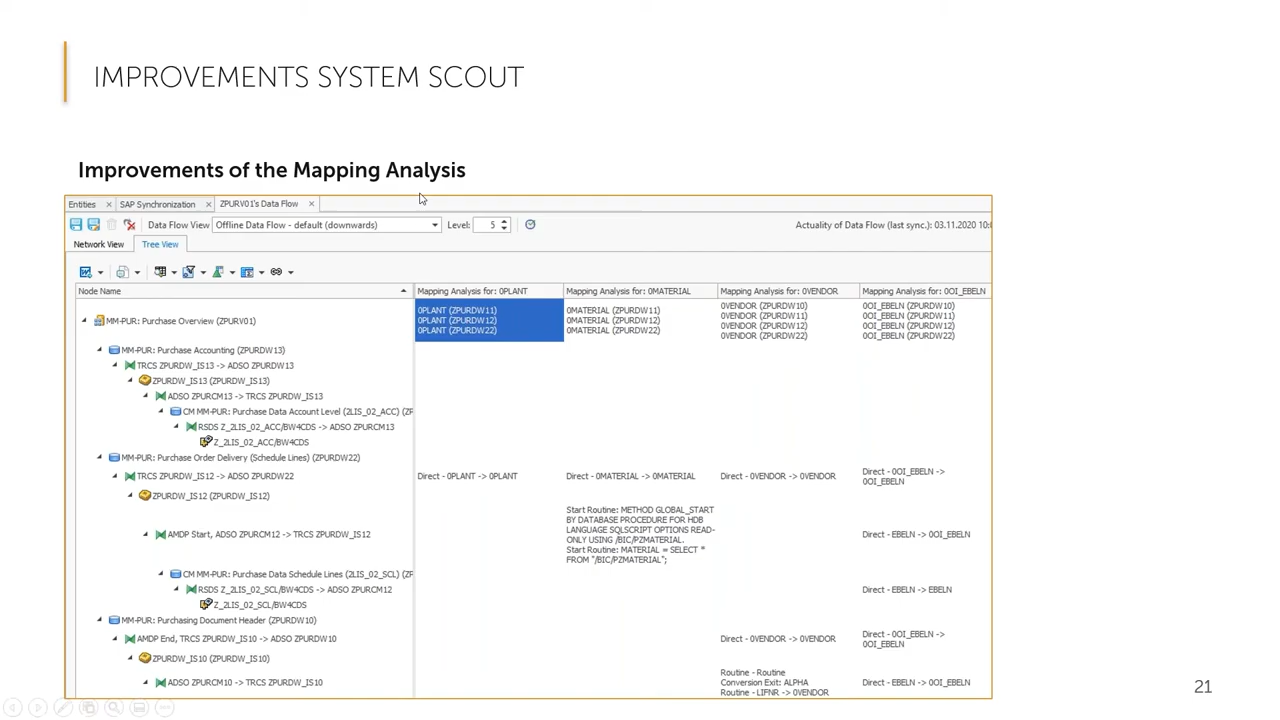 IMPROVEMENTS SYSTEM SCOUT
Improvements of the Mapping Analysis
Entities SAP Synchronization ZPURV01's Data Flow
Data Flow View Offline Data Flow - default (downwards) Level: 5 Actuality of Data Flow (last sync.): 03.11.2020
Network View Tree View
Node Name Mapping Analysis for: 0PLANT Mapping Analysis for: 0MATERIAL Mapping Analysis for: 0VENDOR Mapping Analysis for: 0OI_EBELN
MM-PUR: Purchase Overview (ZPURV01)
0PLANT (ZPURDW11)
0PLANT (ZPURDW12)
0PLANT (ZPURDW22)
0MATERIAL (ZPURDW11)
0MATERIAL (ZPURDW12)
0MATERIAL (ZPURDW22)
0VENDOR (ZPURDW10)
0VENDOR (ZPURDW11)
0VENDOR (ZPURDW12)
0VENDOR (ZPURDW22)
0OI_EBELN (ZPURDW10)
0OI_EBELN (ZPURDW11)
0OI_EBELN (ZPURDW12)
0OI_EBELN (ZPURDW22)
MM-PUR: Purchase Accounting (ZPURDW13)
TRCS ZPURDW_IS13 -> ADSO ZPURDW13
ZPURDW_IS13 (ZPURDW_IS13)
ADSO ZPURCM13 -> TRCS ZPURDW_IS13
CM MM-PUR: Purchase Data Account Level (2LIS_02_ACC) (ZP
RSDS Z_2LIS_02_ACC/BW4CDS -> ADSO ZPURCM13
Z_2LIS_02_ACC/BW4CDS
MM-PUR: Purchase Order Delivery (Schedule Lines) (ZPURDW22)
TRCS ZPURDW_IS12 -> ADSO ZPURDW22 Direct - 0PLANT -> 0PLANT Direct - 0MATERIAL -> 0MATERIAL Direct - 0VENDOR -> 0VENDOR
Direct - 0OI_EBELN ->
0OI_EBELN
ZPURDW_IS12 (ZPURDW_IS12)
AMDP Start, ADSO ZPURCM12 -> TRCS ZPURDW_IS12
Start Routine: METHOD GLOBAL_START
BY DATABASE PROCEDURE FOR HDB
LANGUAGE SQLSCRIPT OPTIONS READ-
ONLY USING /BIC/PZMATERIAL.
Start Routine: MATERIAL = SELECT *
FROM "/BIC/PZMATERIAL";
Direct - EBELN -> 0OI_EBELN
CM MM-PUR: Purchase Data Schedule Lines (2LIS_02_SCL) (ZP
RSDS Z_2LIS_02_SCL/BW4CDS -> ADSO ZPURCM12 Direct - EBELN -> EBELN
Z_2LIS_02_SCL/BW4CDS
MM-PUR: Purchasing Document Header (ZPURDW10)
AMDP End, TRCS ZPURDW_IS10 -> ADSO ZPURDW10 Direct - 0VENDOR -> 0VENDOR
Direct - 0OI_EBELN ->
0OI_EBELN
ZPURDW_IS10 (ZPURDW_IS10)
ADSO ZPURCM10 -> TRCS ZPURDW_IS10
Routine - Routine
Conversion Exit: ALPHA
Routine - LIFNR -> 0VENDOR
Direct - EBELN -> 0OI_EBELN
21